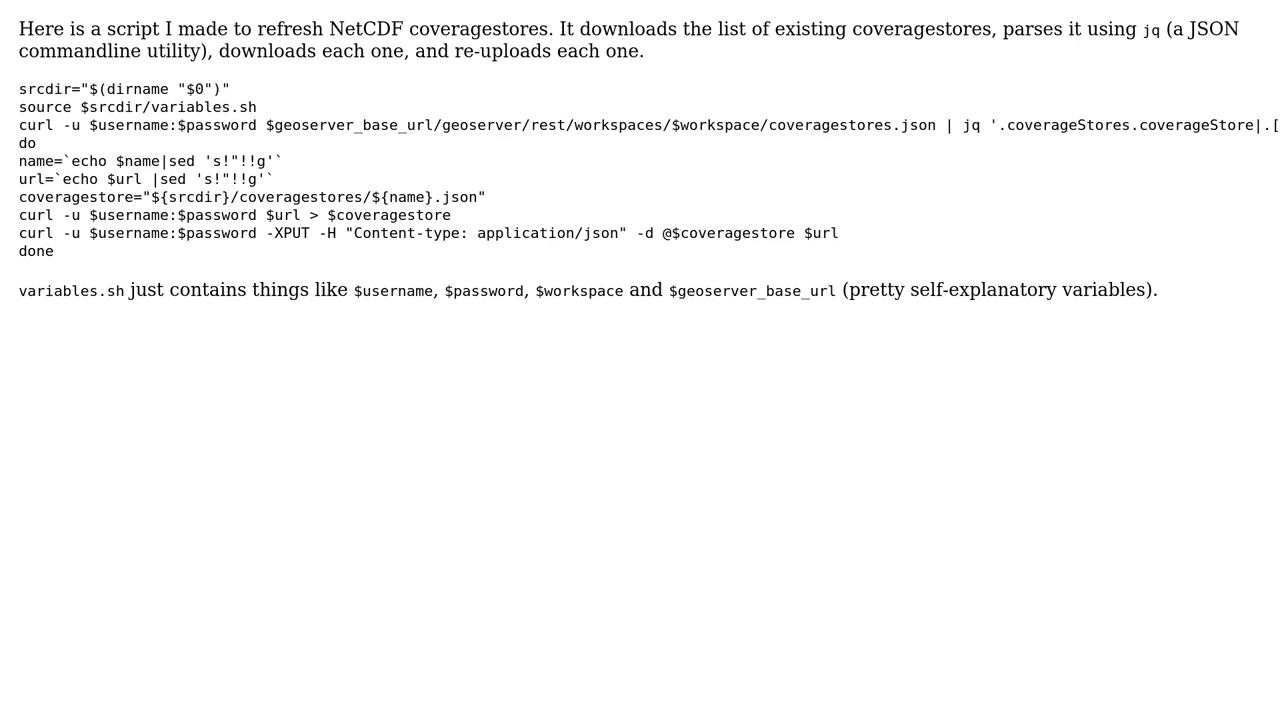 Here is a script I made to refresh NetCDF coveragestores. It downloads the list of existing coveragestores, parses it using jq (a JSON
commandline utility), downloads each one, and re-uploads each one.
srcdir="$(dirname "$0")"
source $srcdir/variables.sh
curl -u $username:$password $geoserver_base_url/geoserver/rest/workspaces/$workspace/coveragestores.json | jq '.coverageStores.coverageStore|.[
do
name=`echo $name|sed 's!"!!g'`
url=`echo $url |sed 's!"!!g'`
coveragestore="${srcdir}/coveragestores/${name}.json"
curl -u $username:$password $url > $coveragestore
curl -u $username:$password -XPUT -H "Content-type: application/json" -d @$coveragestore $url
done
variables.sh just contains things like $username, $password, $workspace and $geoserver_base_url (pretty self-explanatory variables).